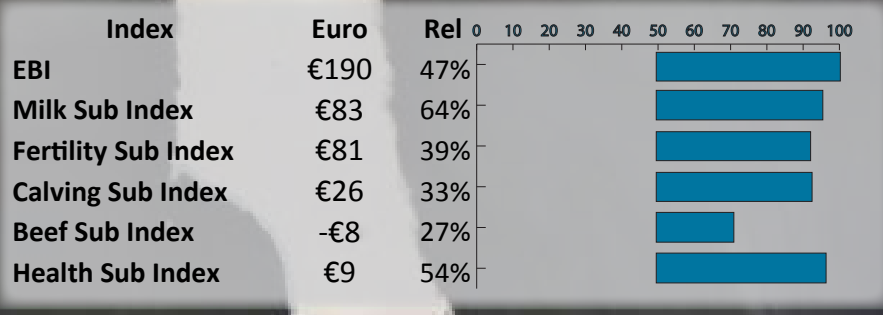 Index Euro Rel 0 10 20 30 40 50 60 70 80 90 100
EBI €190 47%
Milk Sub Index €83 64%
Fertility Sub Index €81 39%
Calving Sub Index €26 33%
Beef Sub Index -€8 27%
Health Sub Index €9 54%